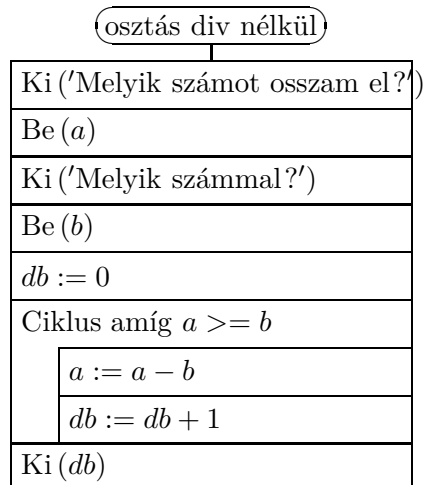 osztás div nélkül
Ki('Melyik számot osszam el?')
Be(a)
Ki('Melyik számmal?')
Be(b)
db := 0
Ciklus amíg a >= b
a := a − b
db := db + 1
Ki(db)